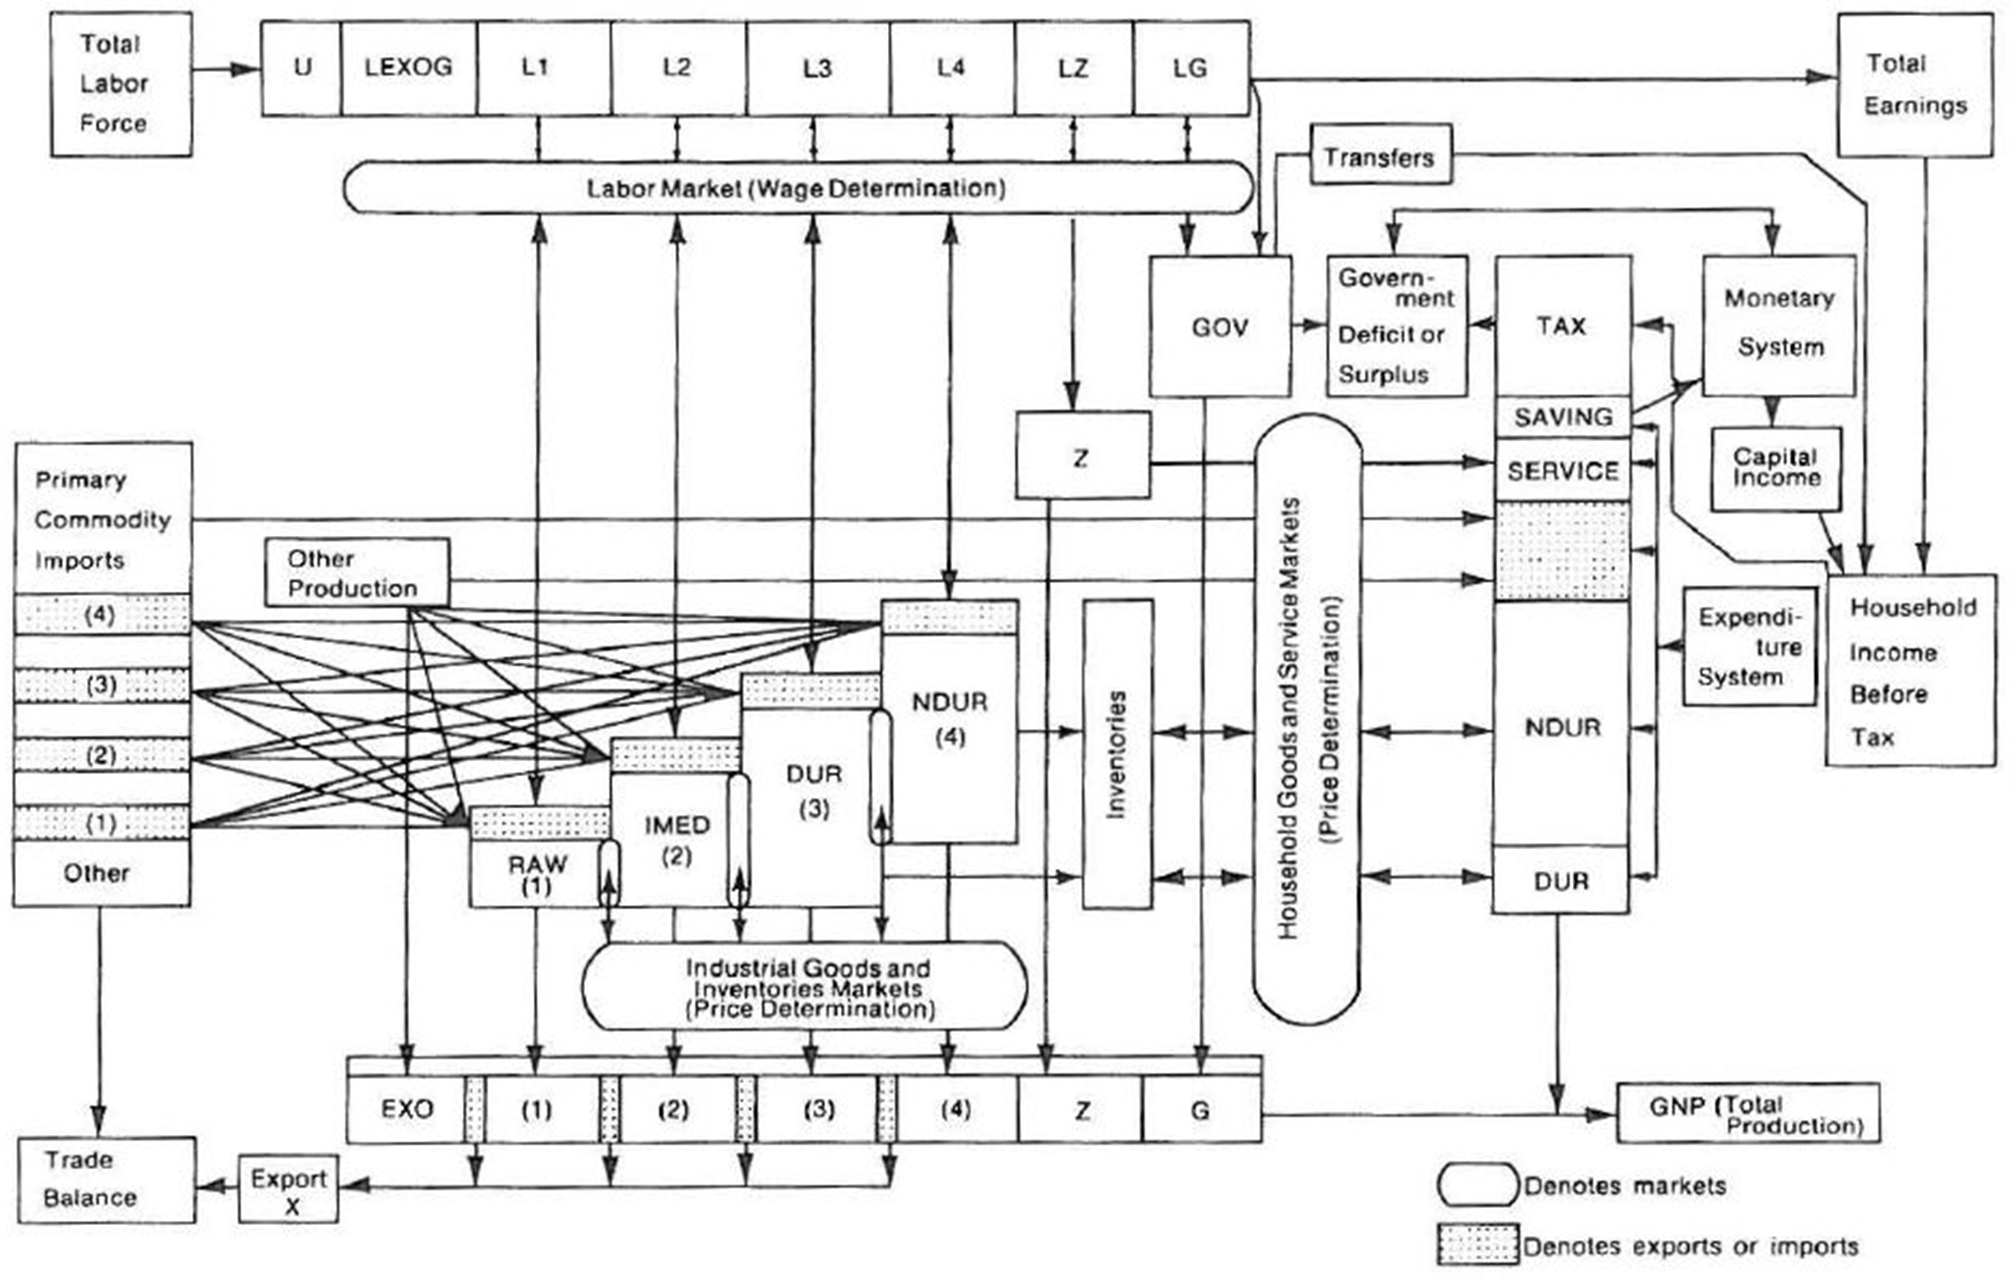 Total
Labor
Force
U
LEXOG
L1
L2
L3
L4
LZ
LG
Total
Earnings
Transfers
Labor Market (Wage Determination)
GOV
Govern-
ment
Deficit or
Surplus
TAX
Monetary
System
SAVING
SERVICE
Capital
Income
Z
Primary
Commodity
Imports
(4)
(3)
(2)
(1)
Other
Other
Production
NDUR
(4)
DUR
(3)
IMED
(2)
RAW
(1)
Inventories
Household Goods and Service Markets
(Price Determination)
NDUR
DUR
Expendi-
ture
System
Household
Income
Before
Tax
Industrial Goods and
Inventories Markets
(Price Determination)
EXO
(1)
(2)
(3)
(4)
Z
G
GNP (Total
Production)
Trade
Balance
Export
X
Denotes markets
Denotes exports or imports